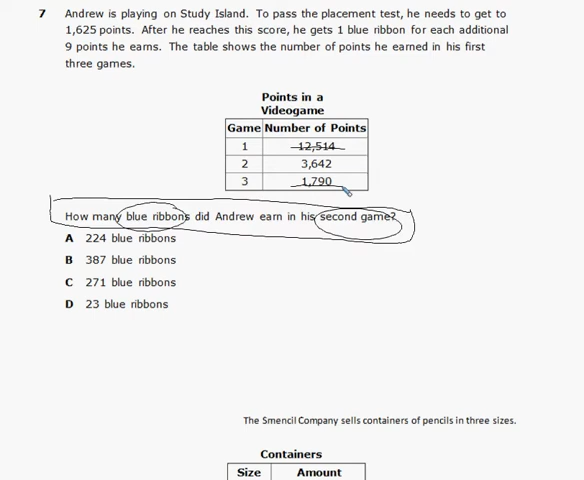 7 Andrew is playing on Study Island. To pass the placement test, he needs to get to
1,625 points. After he reaches this score, he gets 1 blue ribbon for each additional
9 points he earns. The table shows the number of points he earned in his first
three games.
Points in a
Videogame
Game Number of Points
1 12,514
2 3,642
3 1,790
How many blue ribbons did Andrew earn in his second game?
A 224 blue ribbons
B 387 blue ribbons
C 271 blue ribbons
D 23 blue ribbons
The Smencil Company sells containers of pencils in three sizes.
Containers
Size Amount